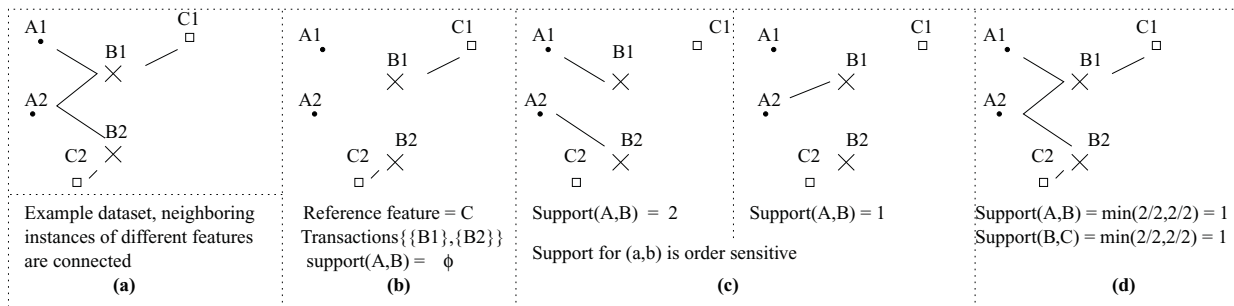 A1
C1
B1
A2
B2
C2
Example dataset, neighboring
instances of different features
are connected
(a)
A1
C1
B1
A2
B2
C2
Reference feature = C
Transactions{{B1},{B2}}
support(A,B) = ϕ
(b)
A1
C1
B1
A2
B2
C2
Support(A,B) = 2
A1
C1
B1
A2
B2
C2
Support(A,B) = 1
Support for (a,b) is order sensitive
(c)
A1
C1
B1
A2
B2
C2
Support(A,B) = min(2/2,2/2) = 1
Support(B,C) = min(2/2,2/2) = 1
(d)